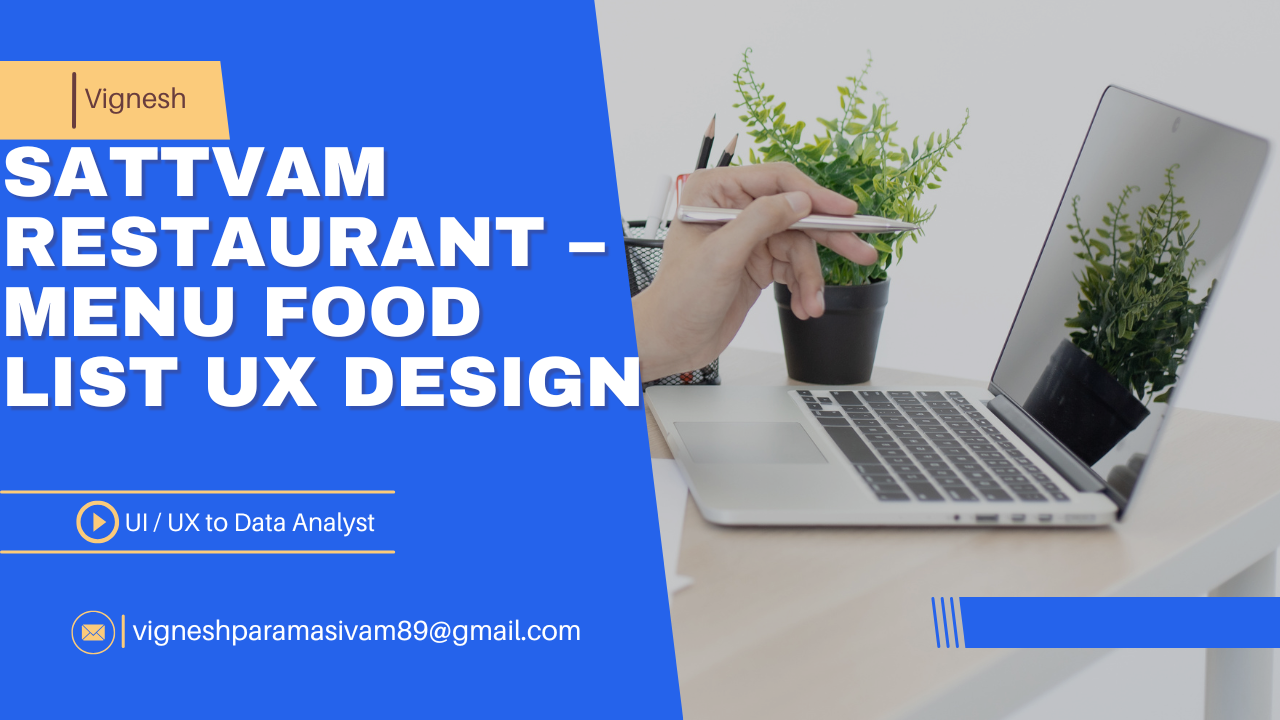 Vignesh
SATTVAM
RESTAURANT –
MENU FOOD
LIST UX DESIGN
UI / UX to Data Analyst
vigneshparamasivam89@gmail.com